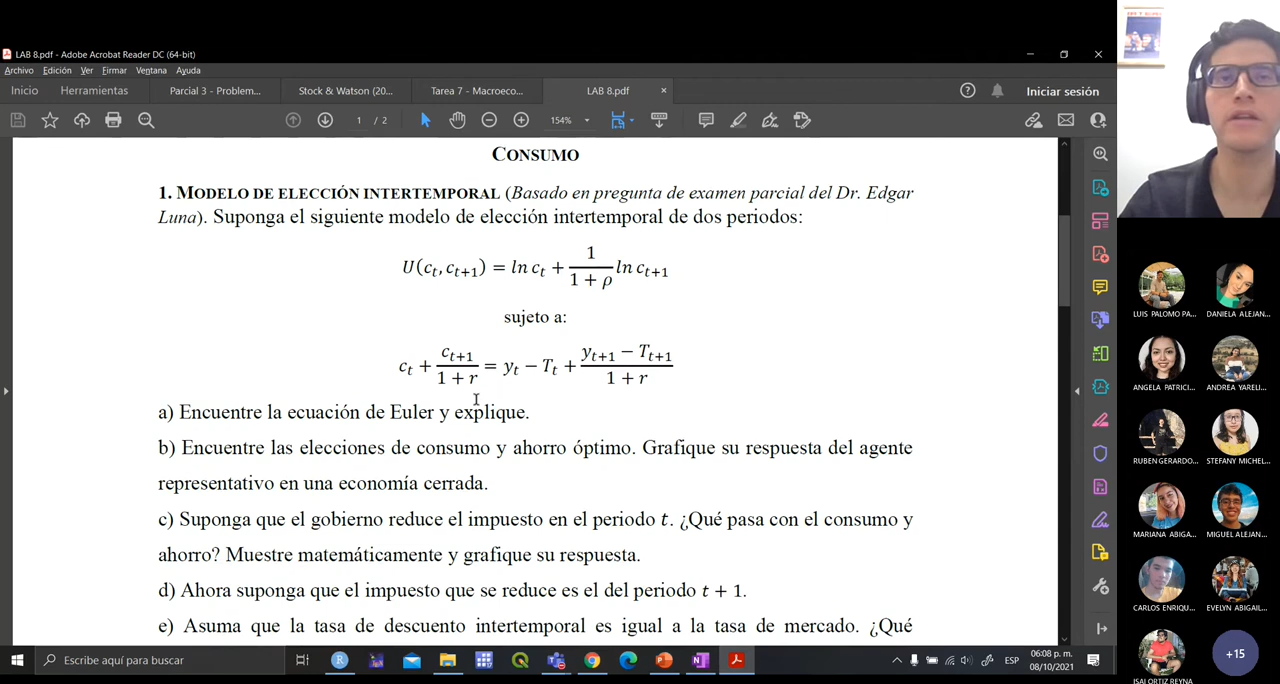 LAB 8.pdf - Adobe Acrobat Reader DC (64-bit)
Archivo Edición Ver Firmar Ventana Ayuda
Inicio Herramientas Parcial 3 - Problem... Stock & Watson (20... Tarea 7 - Macroeco... LAB 8.pdf × Iniciar sesión
1 / 2 154%
CONSUMO
1. MODELO DE ELECCIÓN INTERTEMPORAL (Basado en pregunta de examen parcial del Dr. Edgar
Luna). Suponga el siguiente modelo de elección intertemporal de dos periodos:
U(c_t, c_{t+1}) = ln c_t + \frac{1}{1 + ρ} ln c_{t+1}
sujeto a:
c_t + \frac{c_{t+1}}{1 + r} = y_t − T_t + \frac{y_{t+1} − T_{t+1}}{1 + r}
a) Encuentre la ecuación de Euler y explique.
b) Encuentre las elecciones de consumo y ahorro óptimo. Grafique su respuesta del agente
representativo en una economía cerrada.
c) Suponga que el gobierno reduce el impuesto en el periodo t. ¿Qué pasa con el consumo y
ahorro? Muestre matemáticamente y grafique su respuesta.
d) Ahora suponga que el impuesto que se reduce es el del periodo t + 1.
e) Asuma que la tasa de descuento intertemporal es igual a la tasa de mercado. ¿Qué
LUIS PALOMO PA... DANIELA ALEJAN...
ANGELA PATRICI... ANDREA YARELI...
RUBEN GERARDO... STEFANY MICHEL...
MARIANA ABIGA... MIGUEL ALEJAN...
CARLOS ENRIQU... EVELYN ABIGAIL...
ISAI ORTIZ REYNA +15
Escribe aquí para buscar
ESP
06:08 p. m.
08/10/2021